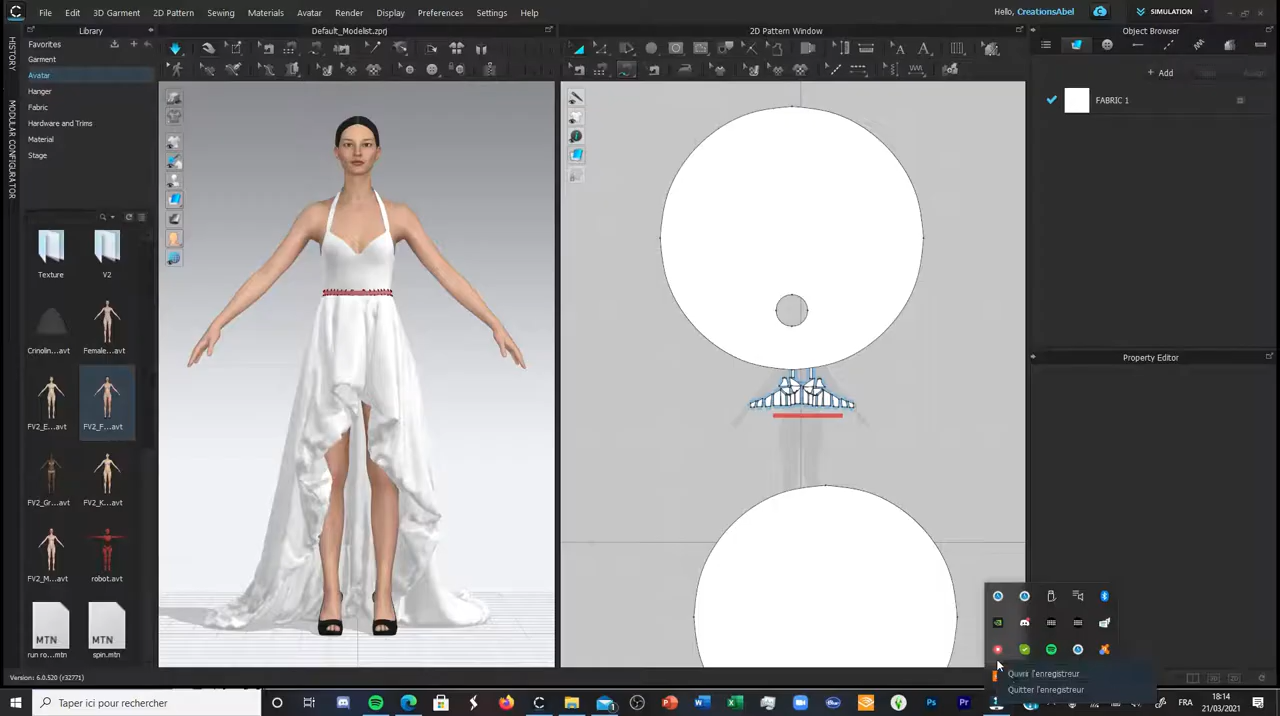 File Edit 3D Garment 2D Pattern Sewing Materials Avatar Render Display Preferences Settings Help
Hello, CreationsAbel
SIMULATION
Library
Default_Modelist.zprj
2D Pattern Window
Object Browser
HISTORY
MODULAR CONFIGURATOR
Favorites
Garment
Avatar
Hanger
Fabric
Hardware and Trims
Material
Stage
Add
FABRIC 1
Texture
V2
Crinolin...avt
Female...avt
FV2_E...avt
FV2_F...avt
FV2_Gr...avt
FV2_K...avt
FV2_M...avt
robot.avt
MTN
MTN
run ro...mtn
spin.mtn
Property Editor
Ouvrir l'enregistreur
Quitter l'enregistreur
Version: 6.0.520 (r32771)
Taper ici pour rechercher
FR
18:14
21/03/2021